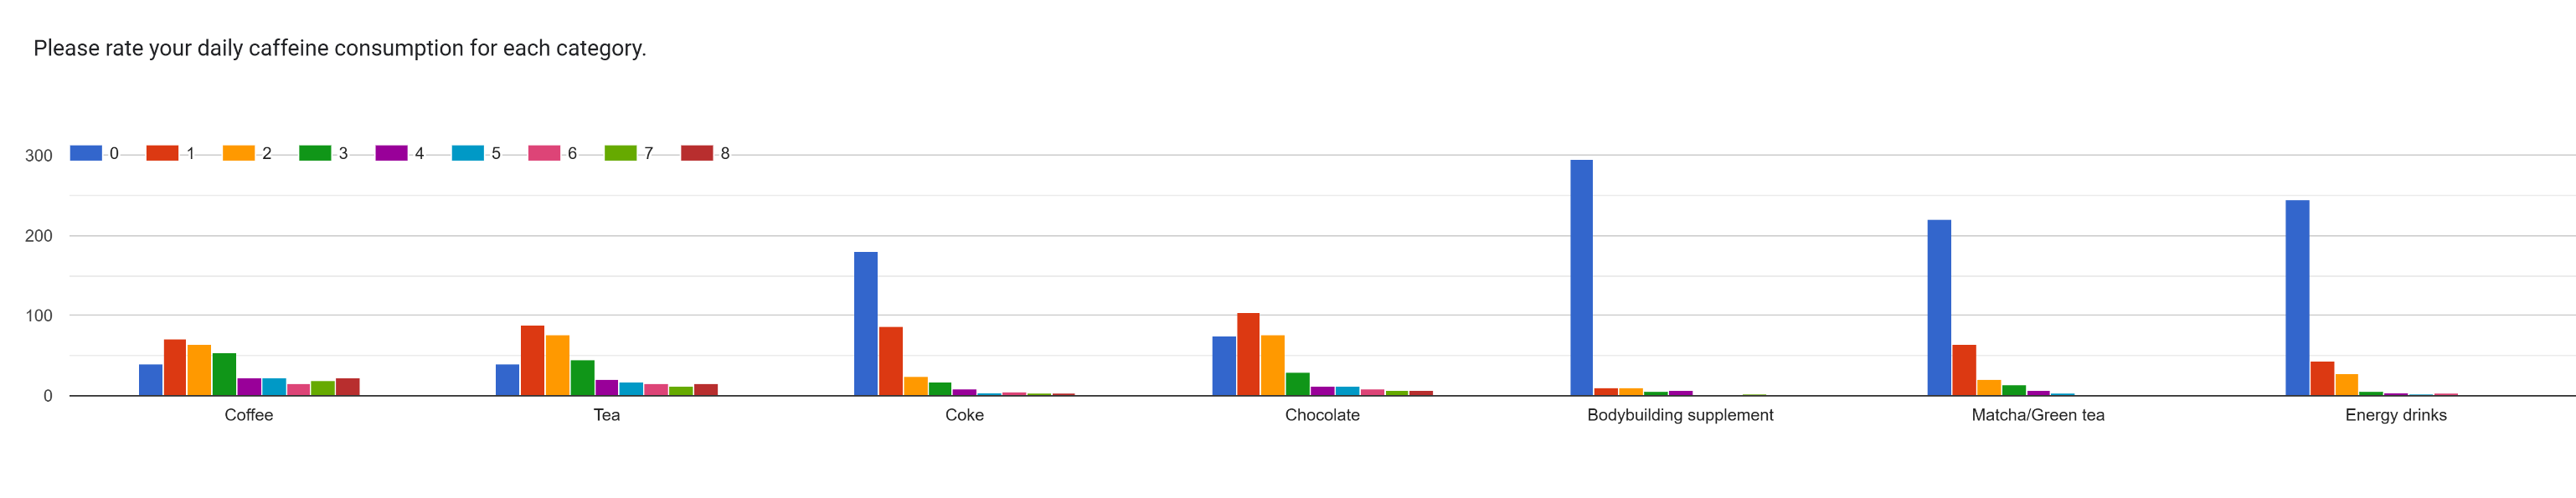 Please rate your daily caffeine consumption for each category.
0 1 2 3 4 5 6 7 8
300
200
100
0
Coffee Tea Coke Chocolate Bodybuilding supplement Matcha/Green tea Energy drinks